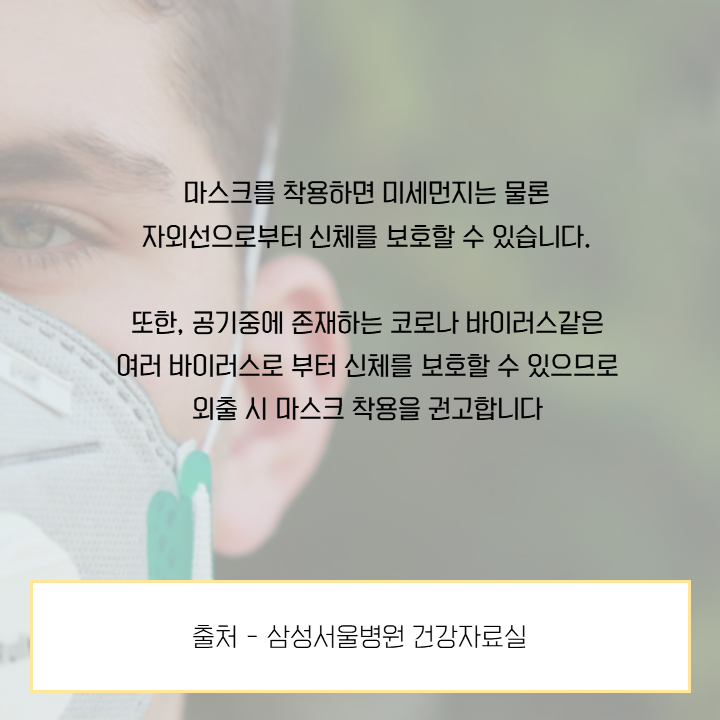 마스크를 착용하면 미세먼지는 물론
자외선으로부터 신체를 보호할 수 있습니다.
또한, 공기중에 존재하는 코로나 바이러스같은
여러 바이러스로 부터 신체를 보호할 수 있으므로
외출 시 마스크 착용을 권고합니다
출처 - 삼성서울병원 건강자료실